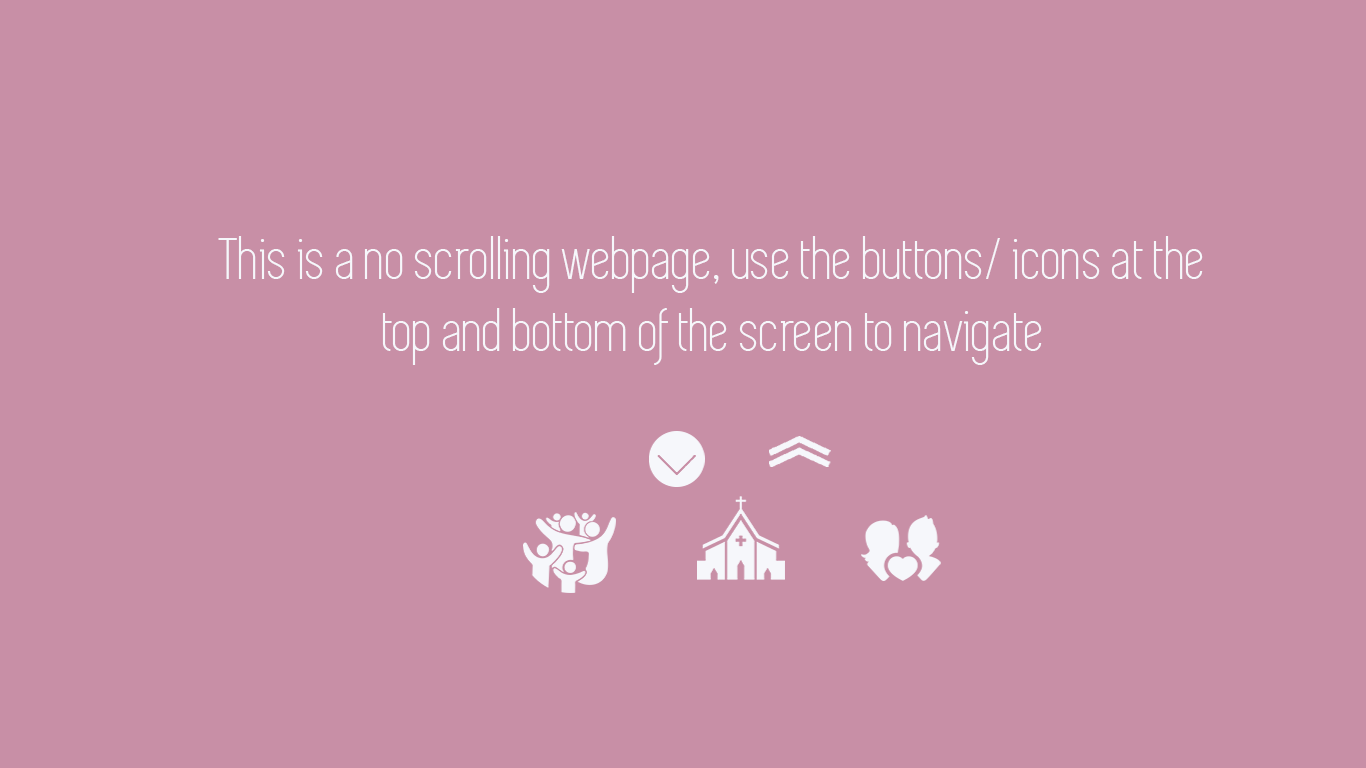 This is a no scrolling webpage, use the buttons/ icons at the
top and bottom of the screen to navigate